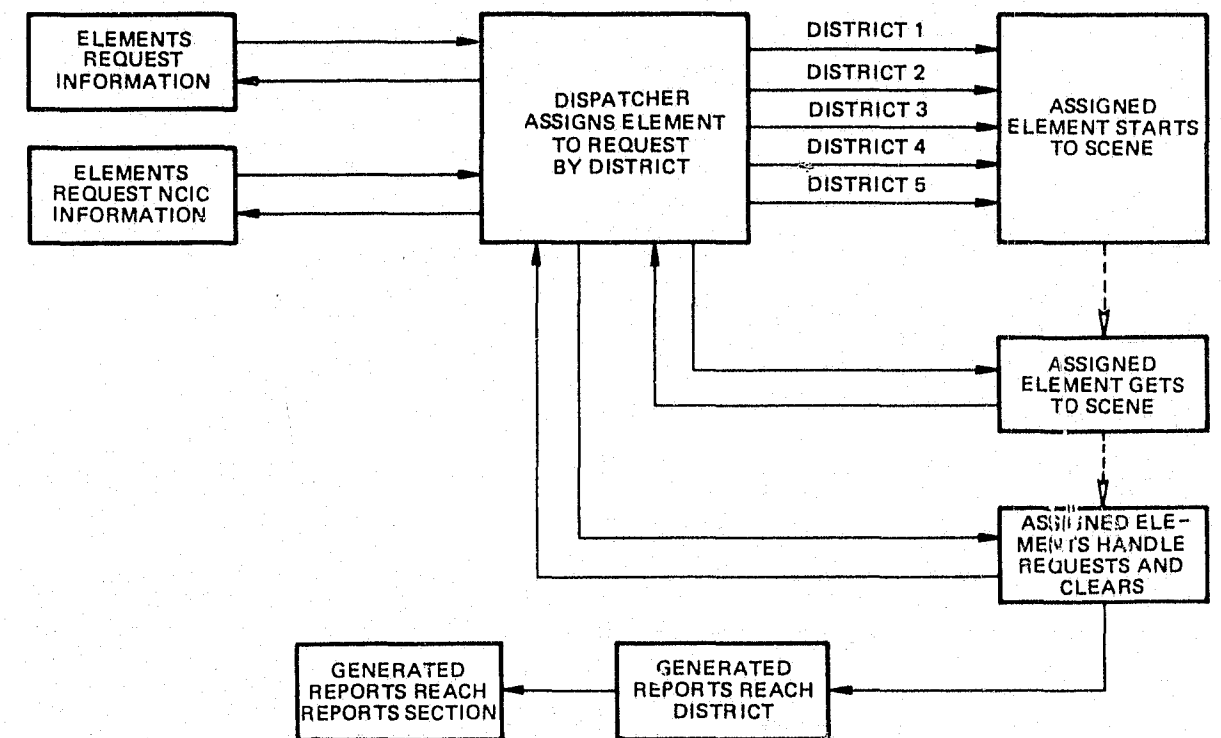 ELEMENTS
REQUEST
INFORMATION
ELEMENTS
REQUEST NCIC
INFORMATION
DISPATCHER
ASSIGNS ELEMENT
TO REQUEST
BY DISTRICT
DISTRICT 1
DISTRICT 2
DISTRICT 3
DISTRICT 4
DISTRICT 5
ASSIGNED
ELEMENT STARTS
TO SCENE
ASSIGNED
ELEMENT GETS
TO SCENE
ASSIGNED ELE-
MENTS HANDLE
REQUESTS AND
CLEARS
GENERATED
REPORTS REACH
REPORTS SECTION
GENERATED
REPORTS REACH
DISTRICT